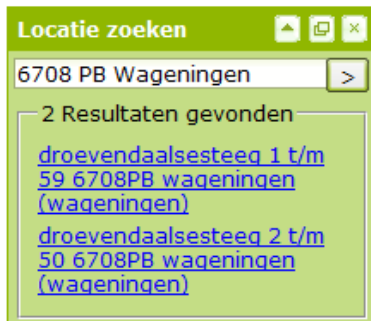 Locatie zoeken
6708 PB Wageningen >
2 Resultaten gevonden
droevendaalsesteeg 1 t/m
59 6708PB wageningen
(wageningen)
droevendaalsesteeg 2 t/m
50 6708PB wageningen
(wageningen)